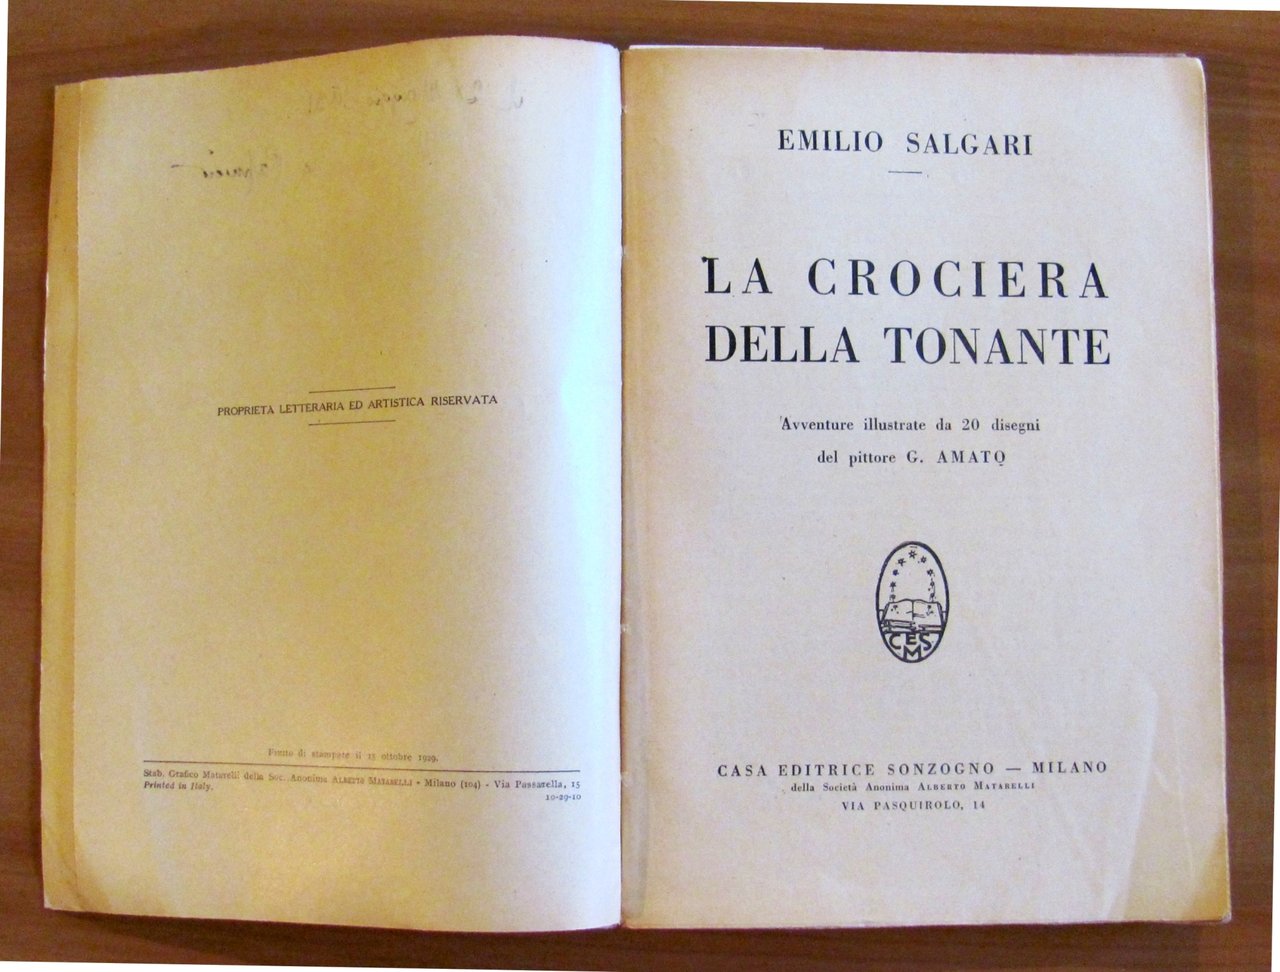 PROPRIETA LETTERARIA ED ARTISTICA RISERVATA
Finito di stampare il 15 ottobre 1929.
Stab. Grafico Matarelli della Soc. Anonima ALBERTO MATARELLI - Milano (104) - Via Passarella, 15
Printed in Italy.
10-29-10
EMILIO SALGARI
LA CROCIERA
DELLA TONANTE
Avventure illustrate da 20 disegni
del pittore G. AMATO
CESM
CASA EDITRICE SONZOGNO — MILANO
della Società Anonima ALBERTO MATARELLI
VIA PASQUIROLO, 14